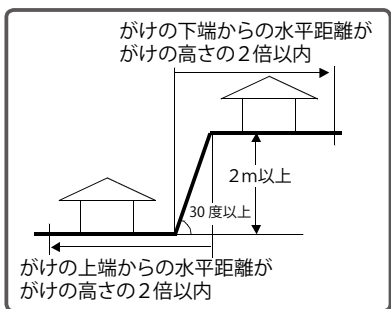 がけの下端からの水平距離が
がけの高さの２倍以内
2m以上
30度以上
がけの上端からの水平距離が
がけの高さの２倍以内